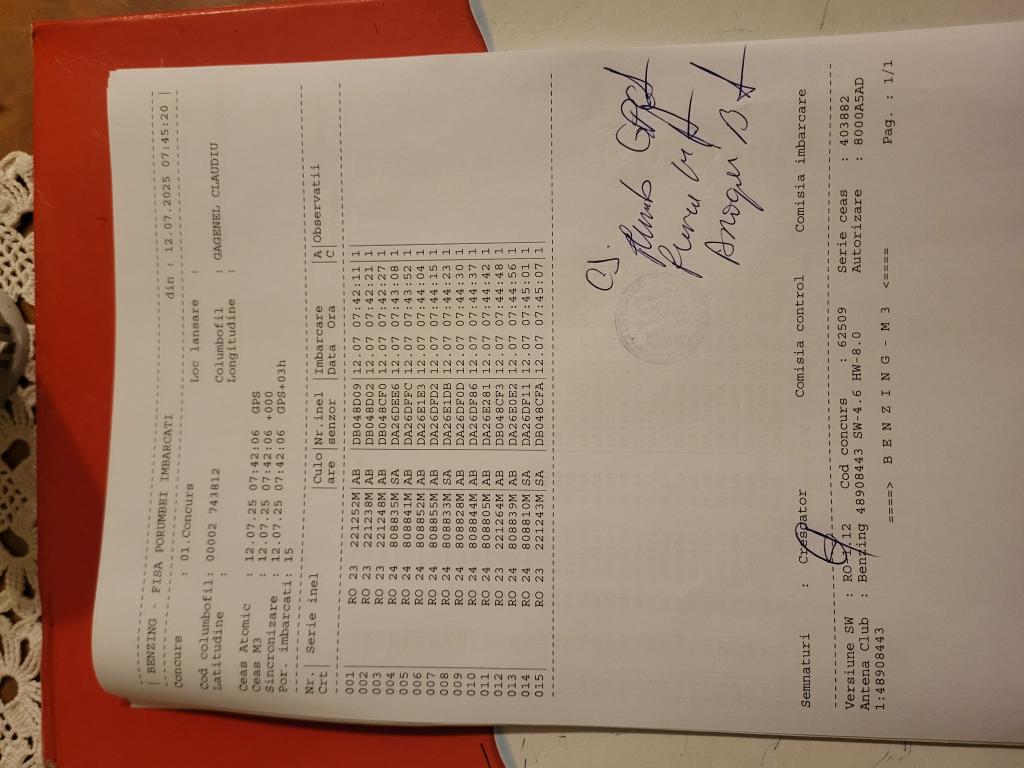 | BENZING - FISA PORUMBEI IMBARCATI din : 12.07.2025 07:45:20 |
Concurs : 01.Concurs Loc lansare :
Cod columbofil: 00002 743812 Columbofil : GAGENEL CLAUDIU
Latitudine : Longitudine :
Ceas Atomic : 12.07.25 07:42:06 GPS
Ceas M3 : 12.07.25 07:42:06 +000
Sincronizare : 12.07.25 07:42:06 GPS+03h
Por. imbarcati: 15
Nr.| Serie inel |Culo|Nr.inel |Imbarcare |A|Observatii
Crt| |are |senzor |Data Ora |C|
001 | RO 23 221252M AB |DB048D09 |12.07 07:42:11| 1|
002 | RO 23 221238M AB |DB048D02 |12.07 07:42:21| 1|
003 | RO 23 221248M AB |DB048CF0 |12.07 07:42:27| 1|
004 | RO 24 808835M SA |DA26DEE6 |12.07 07:43:08| 1|
005 | RO 24 808841M AB |DA26DFFC |12.07 07:43:52| 1|
006 | RO 24 808852M AB |DA26E1E3 |12.07 07:44:04| 1|
007 | RO 24 808855M AB |DA26DFD2 |12.07 07:44:15| 1|
008 | RO 24 808833M SA |DA26E1DB |12.07 07:44:23| 1|
009 | RO 24 808828M AB |DA26DF0D |12.07 07:44:30| 1|
010 | RO 24 808844M AB |DA26DF86 |12.07 07:44:37| 1|
011 | RO 24 808805M AB |DA26E281 |12.07 07:44:42| 1|
012 | RO 23 221264M AB |DB048CF3 |12.07 07:44:48| 1|
013 | RO 24 808839M AB |DA26E0E2 |12.07 07:44:56| 1|
014 | RO 24 808810M SA |DA26DF11 |12.07 07:45:01| 1|
015 | RO 23 221243M SA |DB048CFA |12.07 07:45:07| 1|
CJ.
Semnaturi : Crescator Comisia control Comisia imbarcare
Versiune SW : RO 1.12 Cod concurs : 62509 Serie ceas : 403882
Antena Club : Benzing 48908443 SW-4.6 HW-8.0 Autorizare : 8000A5AD
1:48908443
====> B E N Z I N G - M 3 <==== Pag. : 1/1